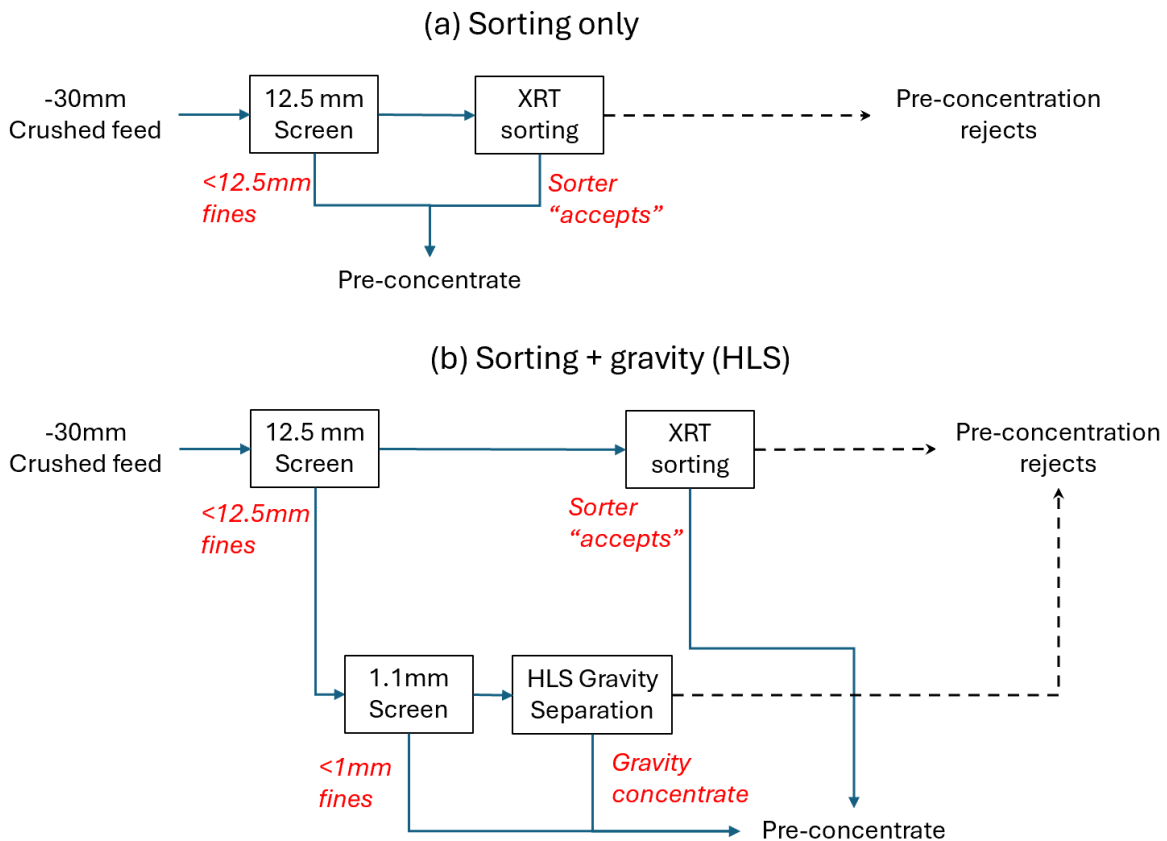 (a) Sorting only
-30mm
Crushed feed
12.5 mm
Screen
XRT
sorting
Pre-concentration
rejects
<12.5mm
fines
Sorter
“accepts”
Pre-concentrate
(b) Sorting + gravity (HLS)
-30mm
Crushed feed
12.5 mm
Screen
XRT
sorting
Pre-concentration
rejects
<12.5mm
fines
Sorter
“accepts”
1.1mm
Screen
HLS Gravity
Separation
<1mm
fines
Gravity
concentrate
Pre-concentrate